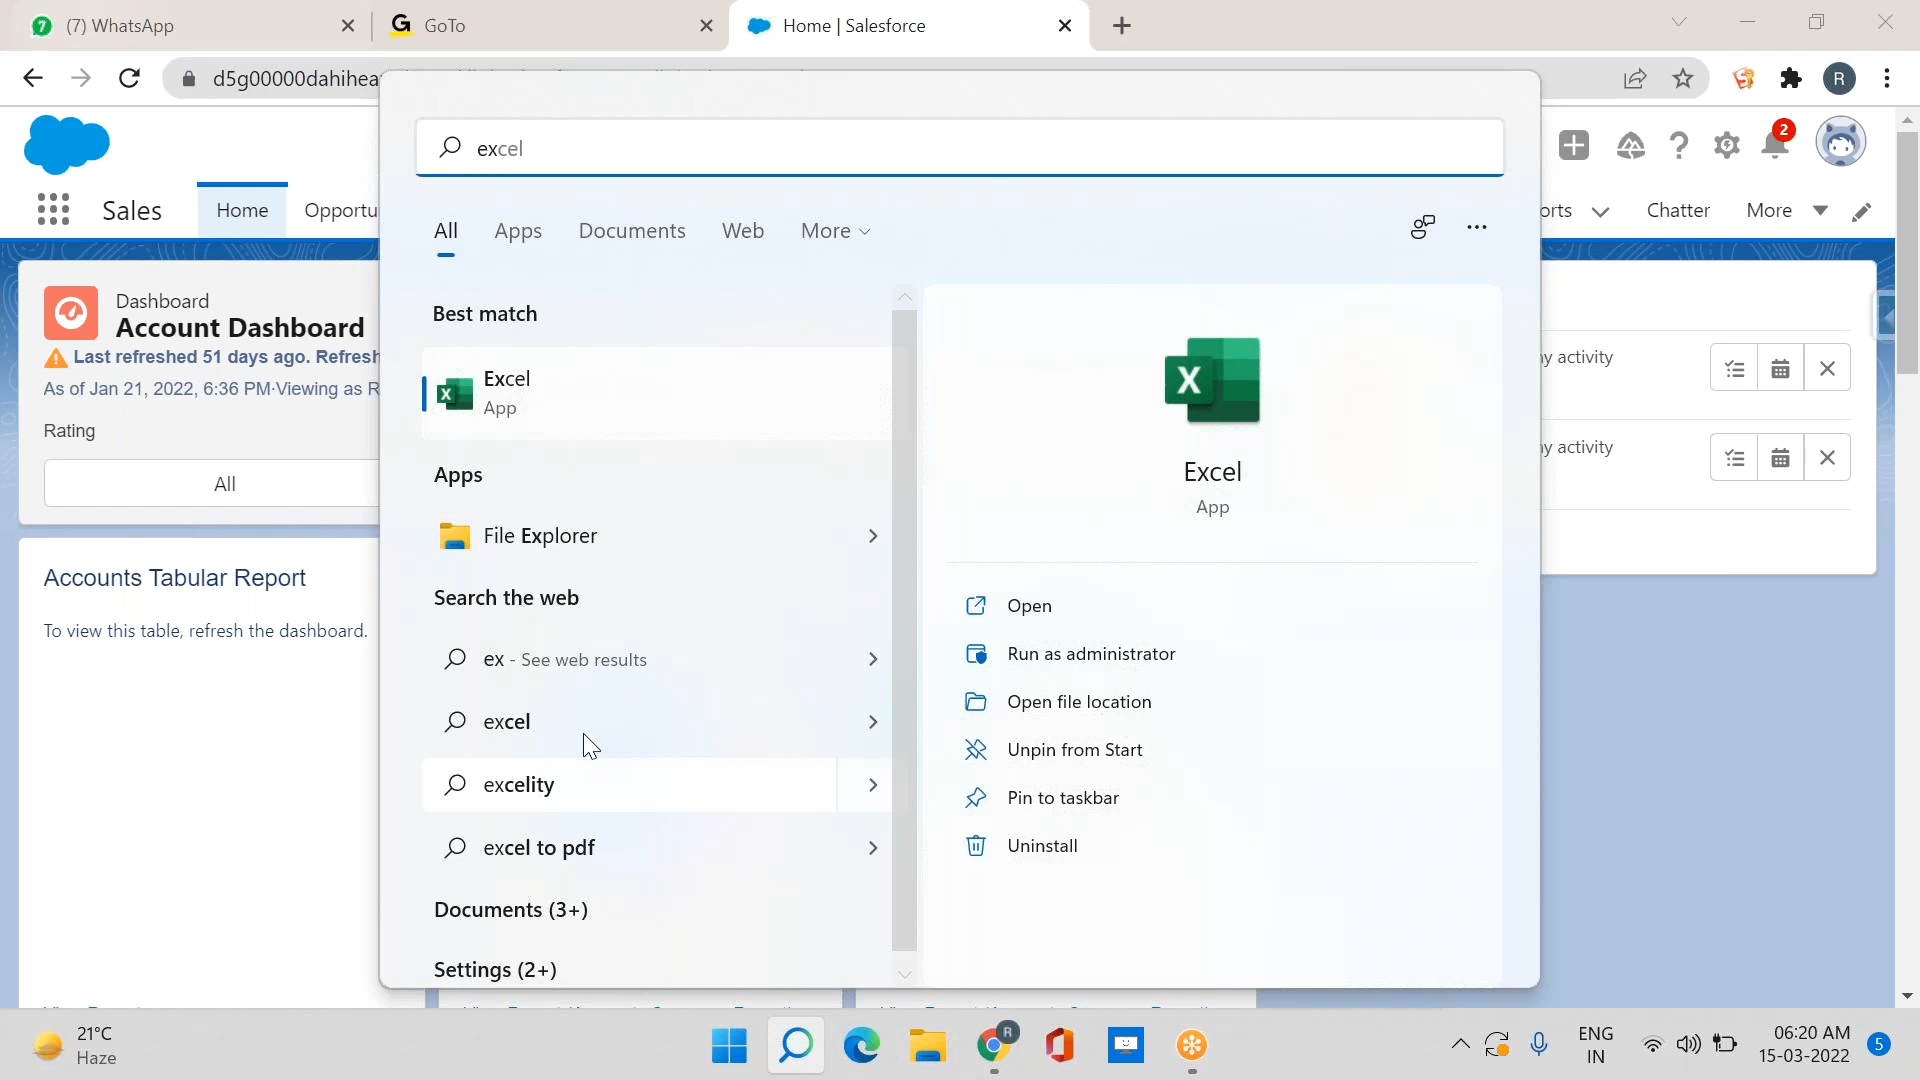 (7) WhatsApp
GoTo
Home | Salesforce
d5g00000dahihea
R
excel
2
Sales
Home
Opportu
orts
Chatter
More
All
Apps
Documents
Web
More
Dashboard
Account Dashboard
Last refreshed 51 days ago. Refresh
As of Jan 21, 2022, 6:36 PM·Viewing as R
Rating
All
Best match
Excel
App
Apps
File Explorer
Search the web
ex - See web results
excel
excelity
excel to pdf
Documents (3+)
Settings (2+)
Excel
App
Open
Run as administrator
Open file location
Unpin from Start
Pin to taskbar
Uninstall
Accounts Tabular Report
To view this table, refresh the dashboard.
y activity
y activity
21°C
Haze
R
ENG
IN
06:20 AM
15-03-2022
5